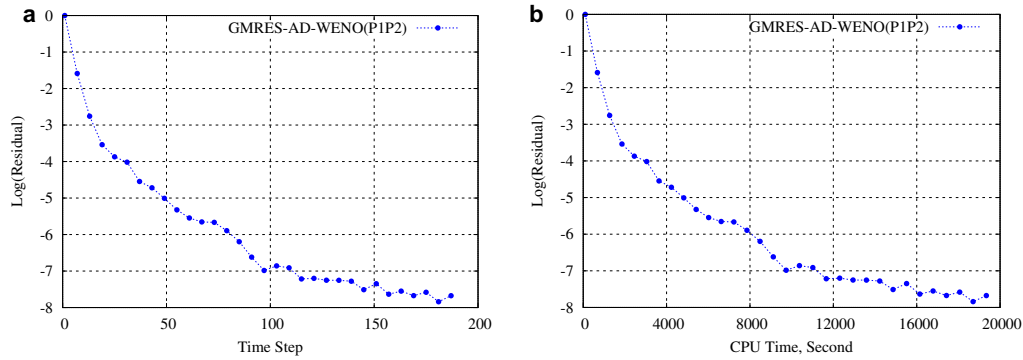 a
GMRES-AD-WENO(P1P2)
0
-1
-2
-3
-4
-5
-6
-7
-8
Log(Residual)
0 50 100 150 200
Time Step
b
GMRES-AD-WENO(P1P2)
0
-1
-2
-3
-4
-5
-6
-7
-8
Log(Residual)
0 4000 8000 12000 16000 20000
CPU Time, Second